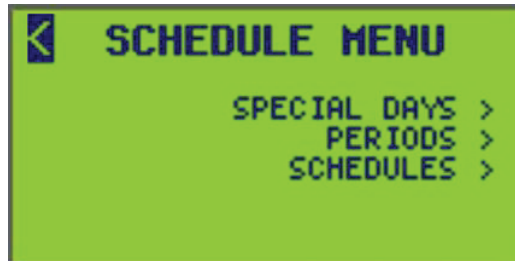 < SCHEDULE MENU
SPECIAL DAYS >
PERIODS >
SCHEDULES >